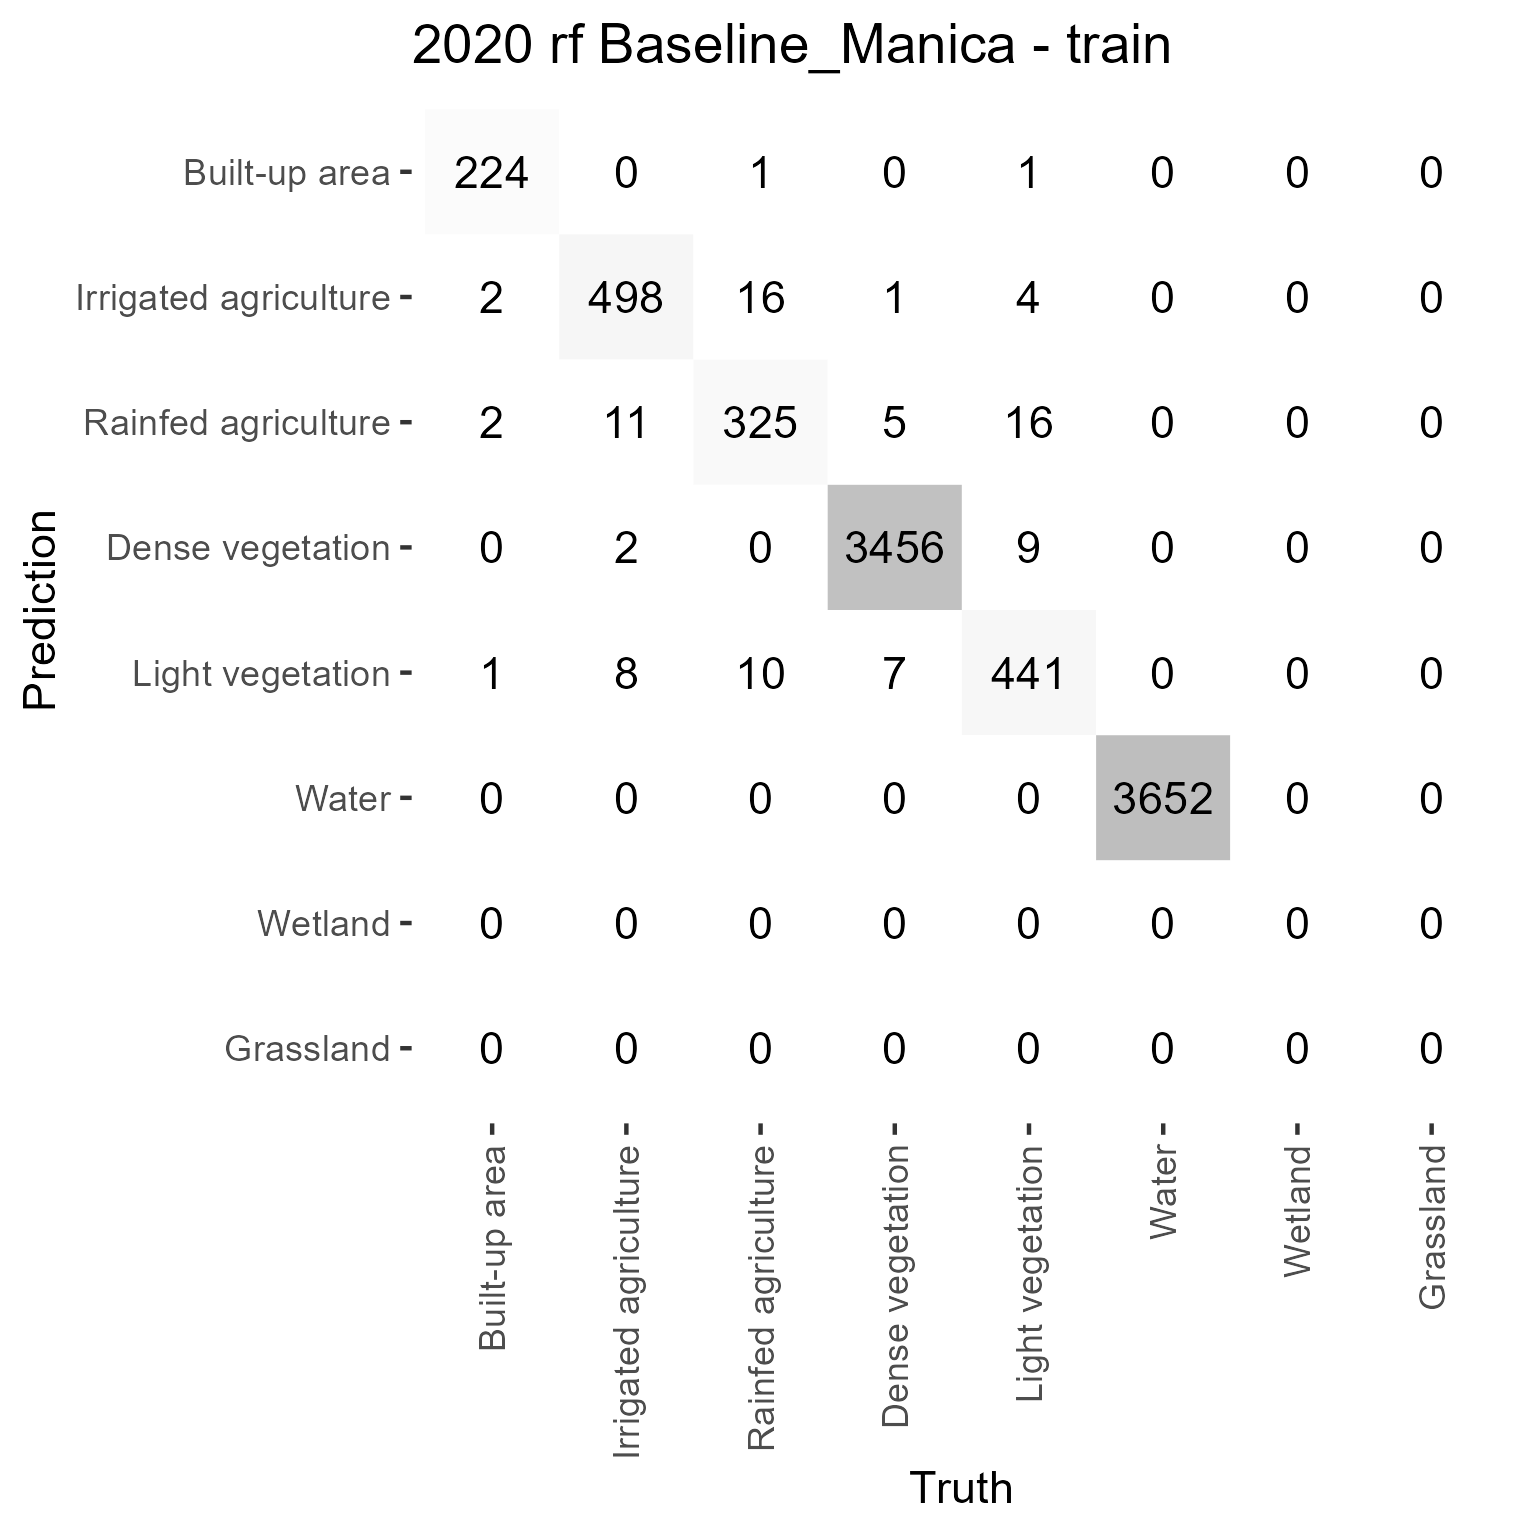 2020 rf Baseline_Manica - train
Built-up area 224 0 1 0 1 0 0 0
Irrigated agriculture 2 498 16 1 4 0 0 0
Rainfed agriculture 2 11 325 5 16 0 0 0
Dense vegetation 0 2 0 3456 9 0 0 0
Light vegetation 1 8 10 7 441 0 0 0
Water 0 0 0 0 0 3652 0 0
Wetland 0 0 0 0 0 0 0 0
Grassland 0 0 0 0 0 0 0 0
Prediction
Built-up area
Irrigated agriculture
Rainfed agriculture
Dense vegetation
Light vegetation
Water
Wetland
Grassland
Truth